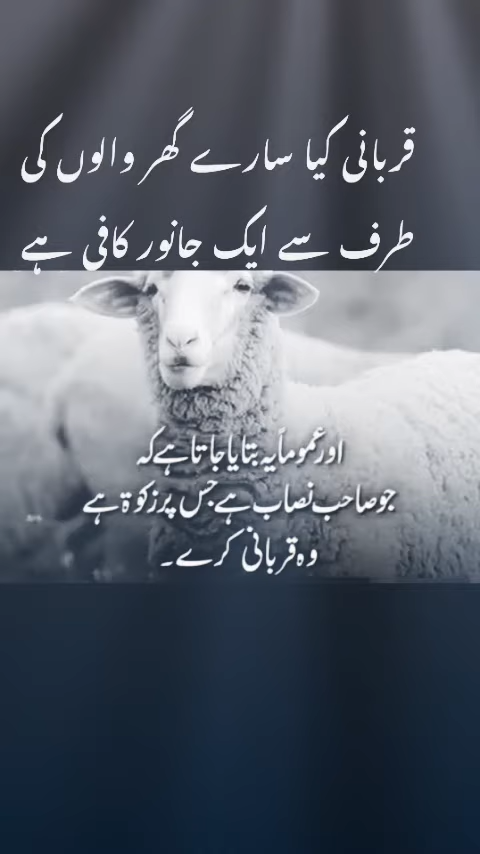 قربانی کیا سارے گھر والوں کی
طرف سے ایک جانور کافی ہے
اور عموماً یہ بتایا جاتا ہے کہ
جو صاحب نصاب ہے جس پر زکوۃ ہے
وہ قربانی کرے۔